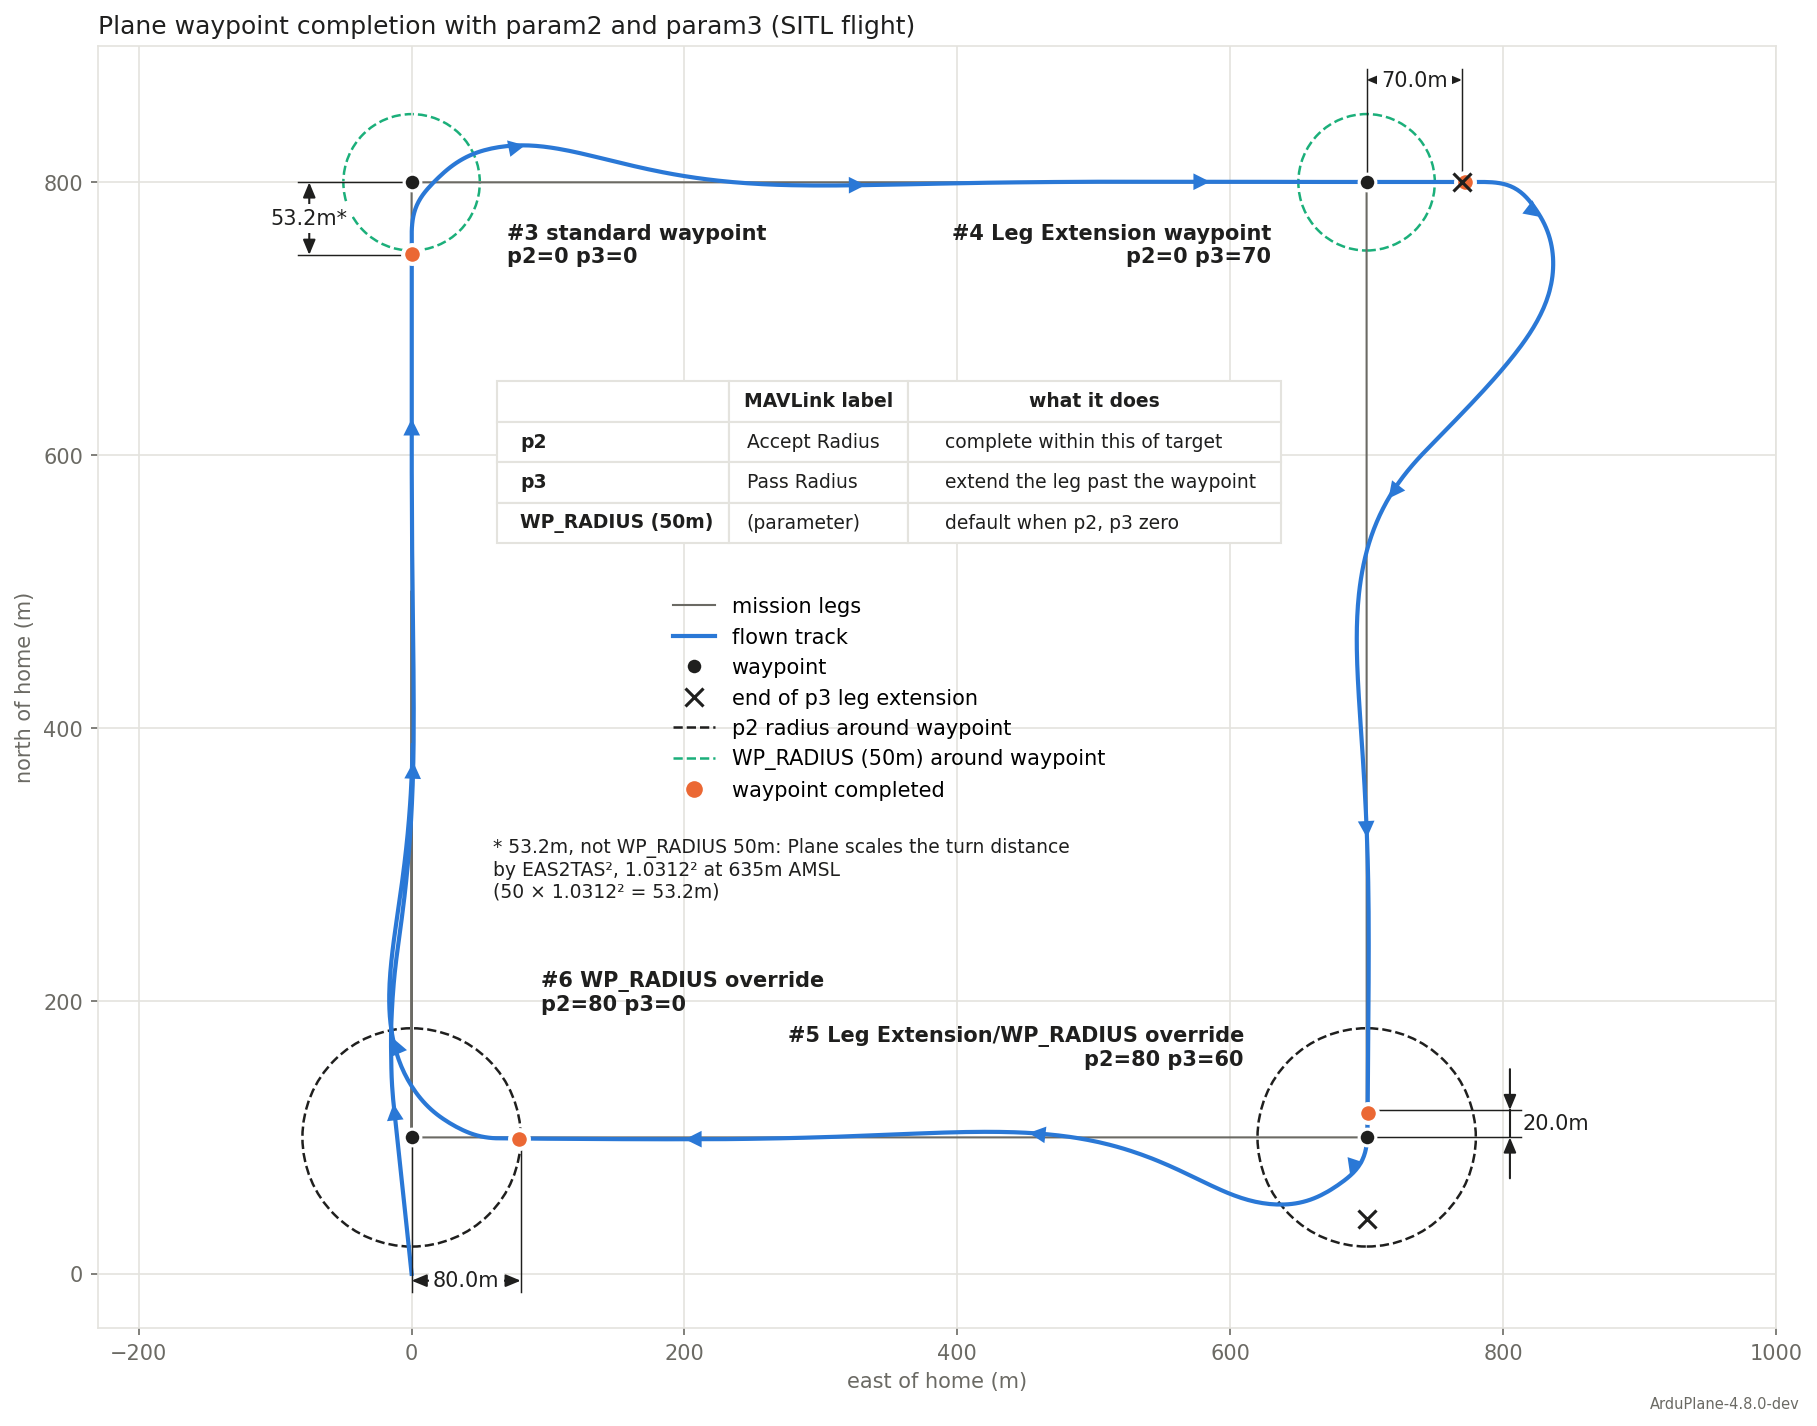 Plane waypoint completion with param2 and param3 (SITL flight)
70.0m
800
53.2m*
#3 standard waypoint
p2=0 p3=0
#4 Leg Extension waypoint
p2=0 p3=70
MAVLink label
what it does
p2
Accept Radius
complete within this of target
p3
Pass Radius
extend the leg past the waypoint
WP_RADIUS (50m)
(parameter)
default when p2, p3 zero
600
mission legs
flown track
waypoint
end of p3 leg extension
p2 radius around waypoint
WP_RADIUS (50m) around waypoint
waypoint completed
north of home (m)
400
* 53.2m, not WP_RADIUS 50m: Plane scales the turn distance
by EAS2TAS², 1.0312² at 635m AMSL
(50 × 1.0312² = 53.2m)
#6 WP_RADIUS override
p2=80 p3=0
200
#5 Leg Extension/WP_RADIUS override
p2=80 p3=60
20.0m
0
80.0m
−200
0
200
400
600
800
1000
east of home (m)
ArduPlane-4.8.0-dev